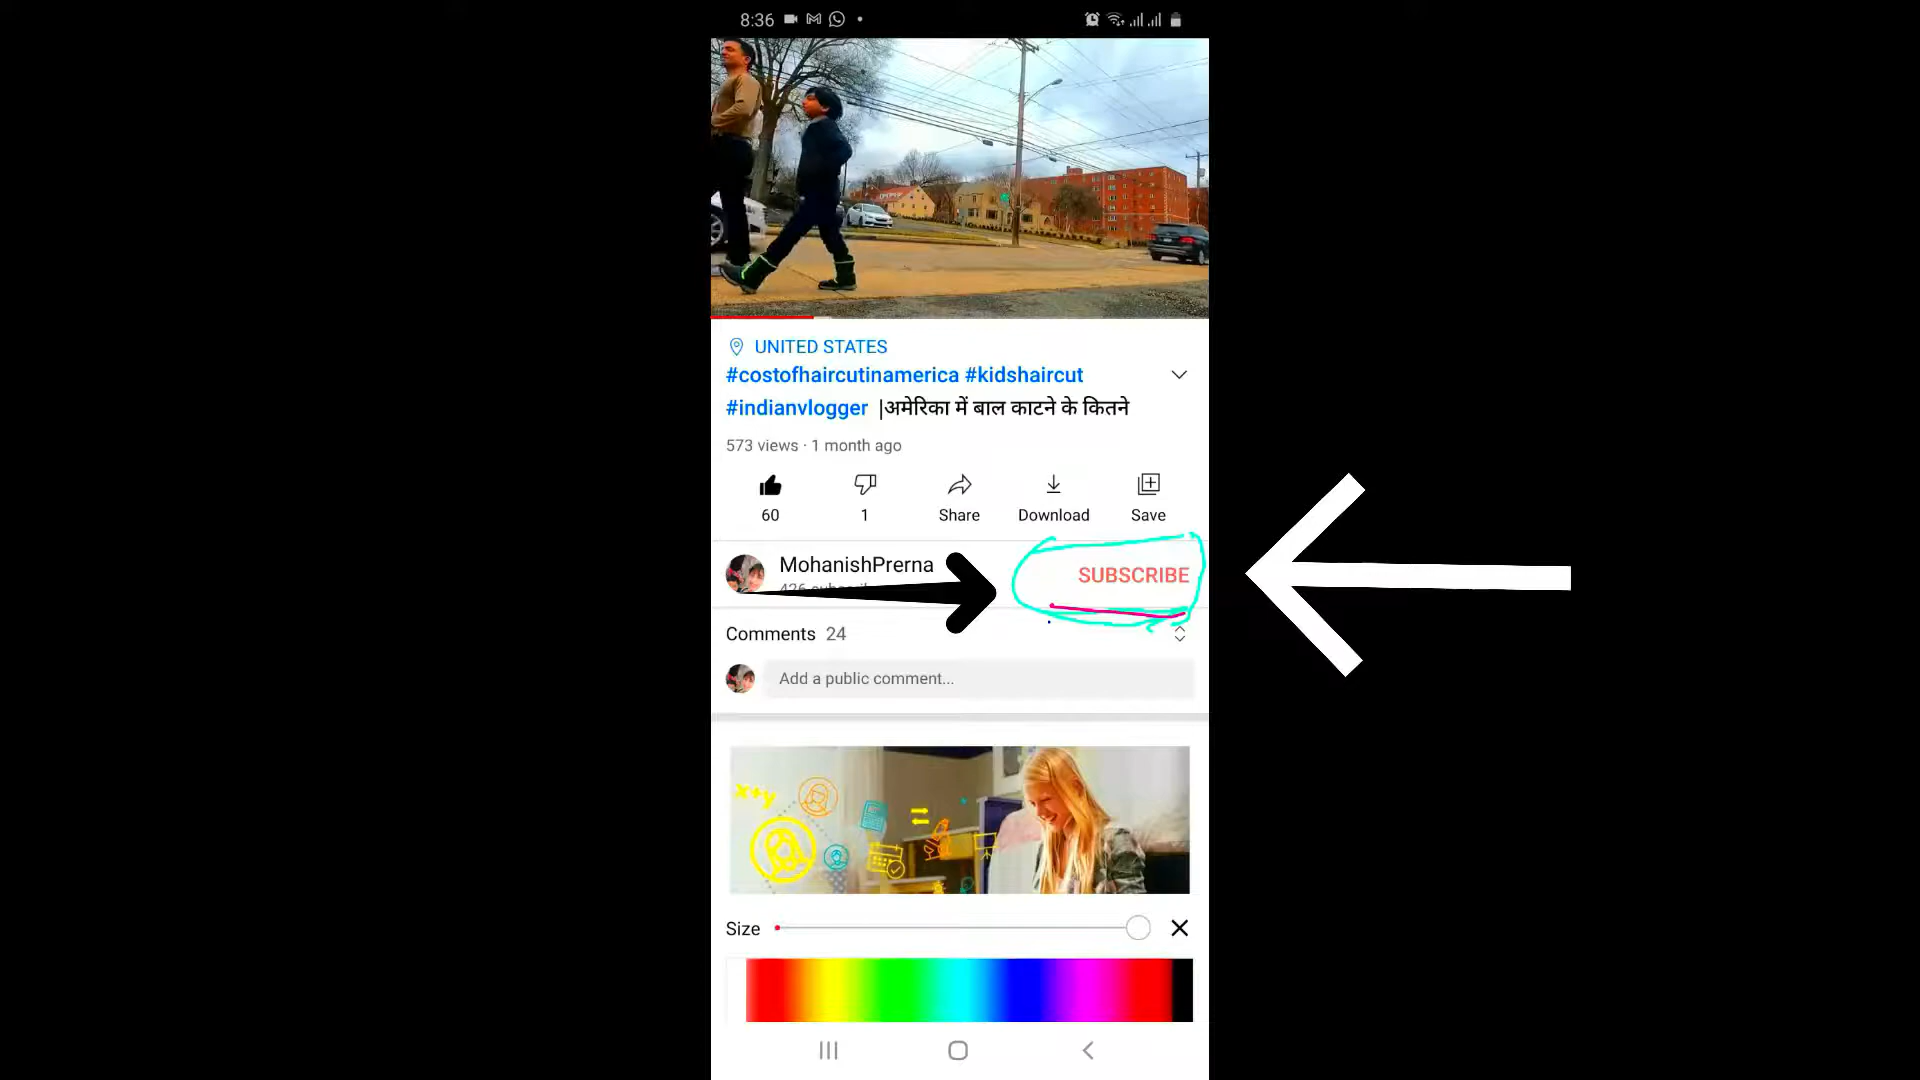 8:36
UNITED STATES
#costofhaircutinamerica #kidshaircut
#indianvlogger |अमेरिका में बाल काटने के कितने
573 views · 1 month ago
60 1 Share Download Save
MohanishPrerna
SUBSCRIBE
Comments 24
Add a public comment...
x+y
Size